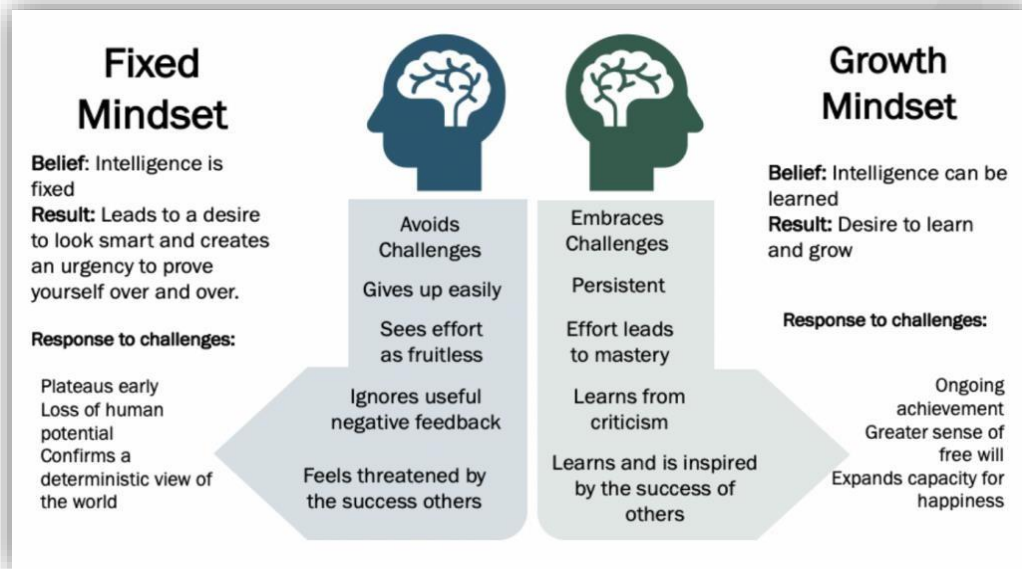 Fixed
Mindset
Belief: Intelligence is
fixed
Result: Leads to a desire
to look smart and creates
an urgency to prove
yourself over and over.
Response to challenges:
Plateaus early
Loss of human
potential
Confirms a
deterministic view of
the world
Avoids
Challenges
Gives up easily
Sees effort
as fruitless
Ignores useful
negative feedback
Feels threatened by
the success others
Embraces
Challenges
Persistent
Effort leads
to mastery
Learns from
criticism
Learns and is inspired
by the success of
others
Growth
Mindset
Belief: Intelligence can be
learned
Result: Desire to learn
and grow
Response to challenges:
Ongoing
achievement
Greater sense of
free will
Expands capacity for
happiness